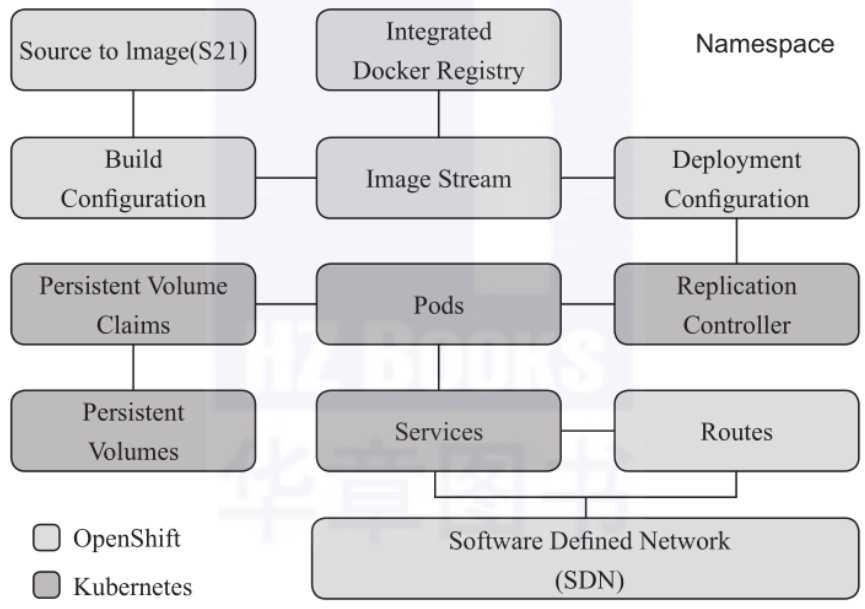 Source to Image(S21)
Integrated
Docker Registry
Namespace
Build
Configuration
Image Stream
Deployment
Configuration
Persistent Volume
Claims
Pods
Replication
Controller
Persistent
Volumes
Services
Routes
OpenShift
Kubernetes
Software Defined Network
(SDN)
HZ BOOKS
华章图书